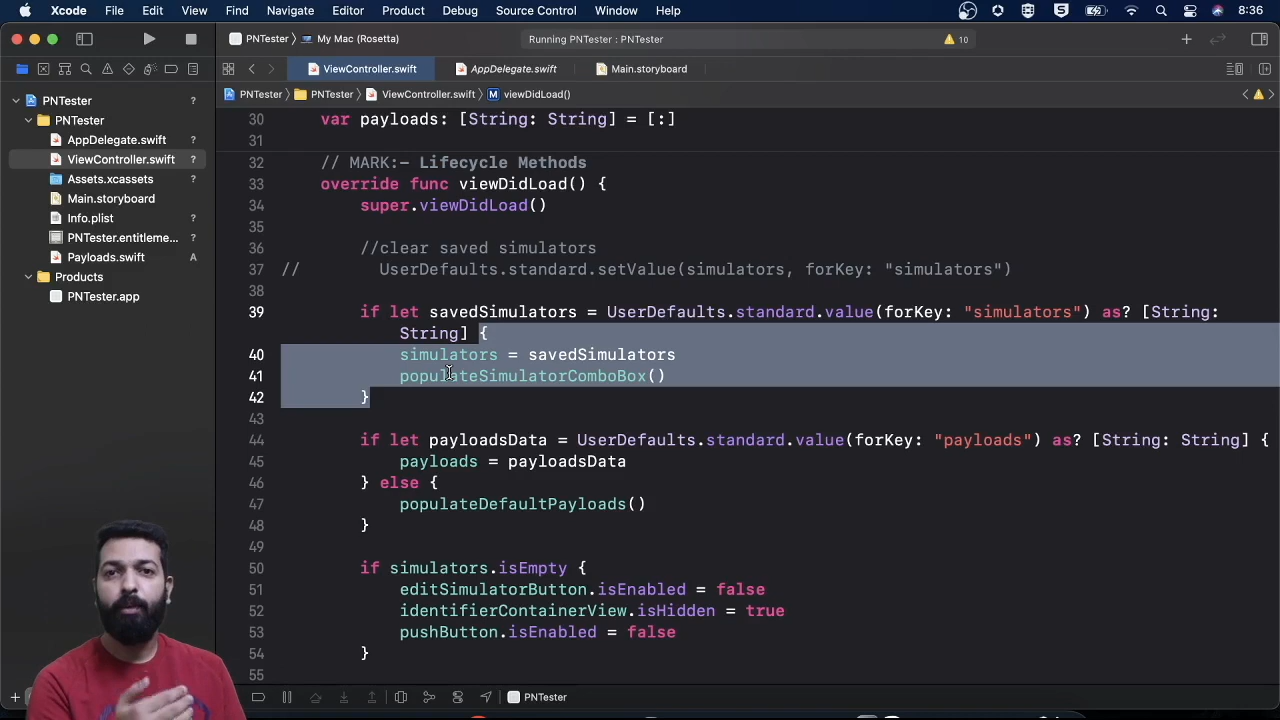 Xcode File Edit View Find Navigate Editor Product Debug Source Control Window Help 8:36
PNTester My Mac (Rosetta) Running PNTester : PNTester 10
ViewController.swift AppDelegate.swift Main.storyboard
PNTester PNTester ViewController.swift M viewDidLoad()
PNTester ?
PNTester
AppDelegate.swift ?
ViewController.swift ?
Assets.xcassets ?
Main.storyboard ?
Info.plist ?
PNTester.entitleme... ?
Payloads.swift A
Products
PNTester.app
30 var payloads: [String: String] = [:]
31
32 // MARK:- Lifecycle Methods
33 override func viewDidLoad() {
34 super.viewDidLoad()
35
36 //clear saved simulators
37 // UserDefaults.standard.setValue(simulators, forKey: "simulators")
38
39 if let savedSimulators = UserDefaults.standard.value(forKey: "simulators") as? [String:
String] {
40 simulators = savedSimulators
41 populateSimulatorComboBox()
42 }
43
44 if let payloadsData = UserDefaults.standard.value(forKey: "payloads") as? [String: String] {
45 payloads = payloadsData
46 } else {
47 populateDefaultPayloads()
48 }
49
50 if simulators.isEmpty {
51 editSimulatorButton.isEnabled = false
52 identifierContainerView.isHidden = true
53 pushButton.isEnabled = false
54 }
55
PNTester